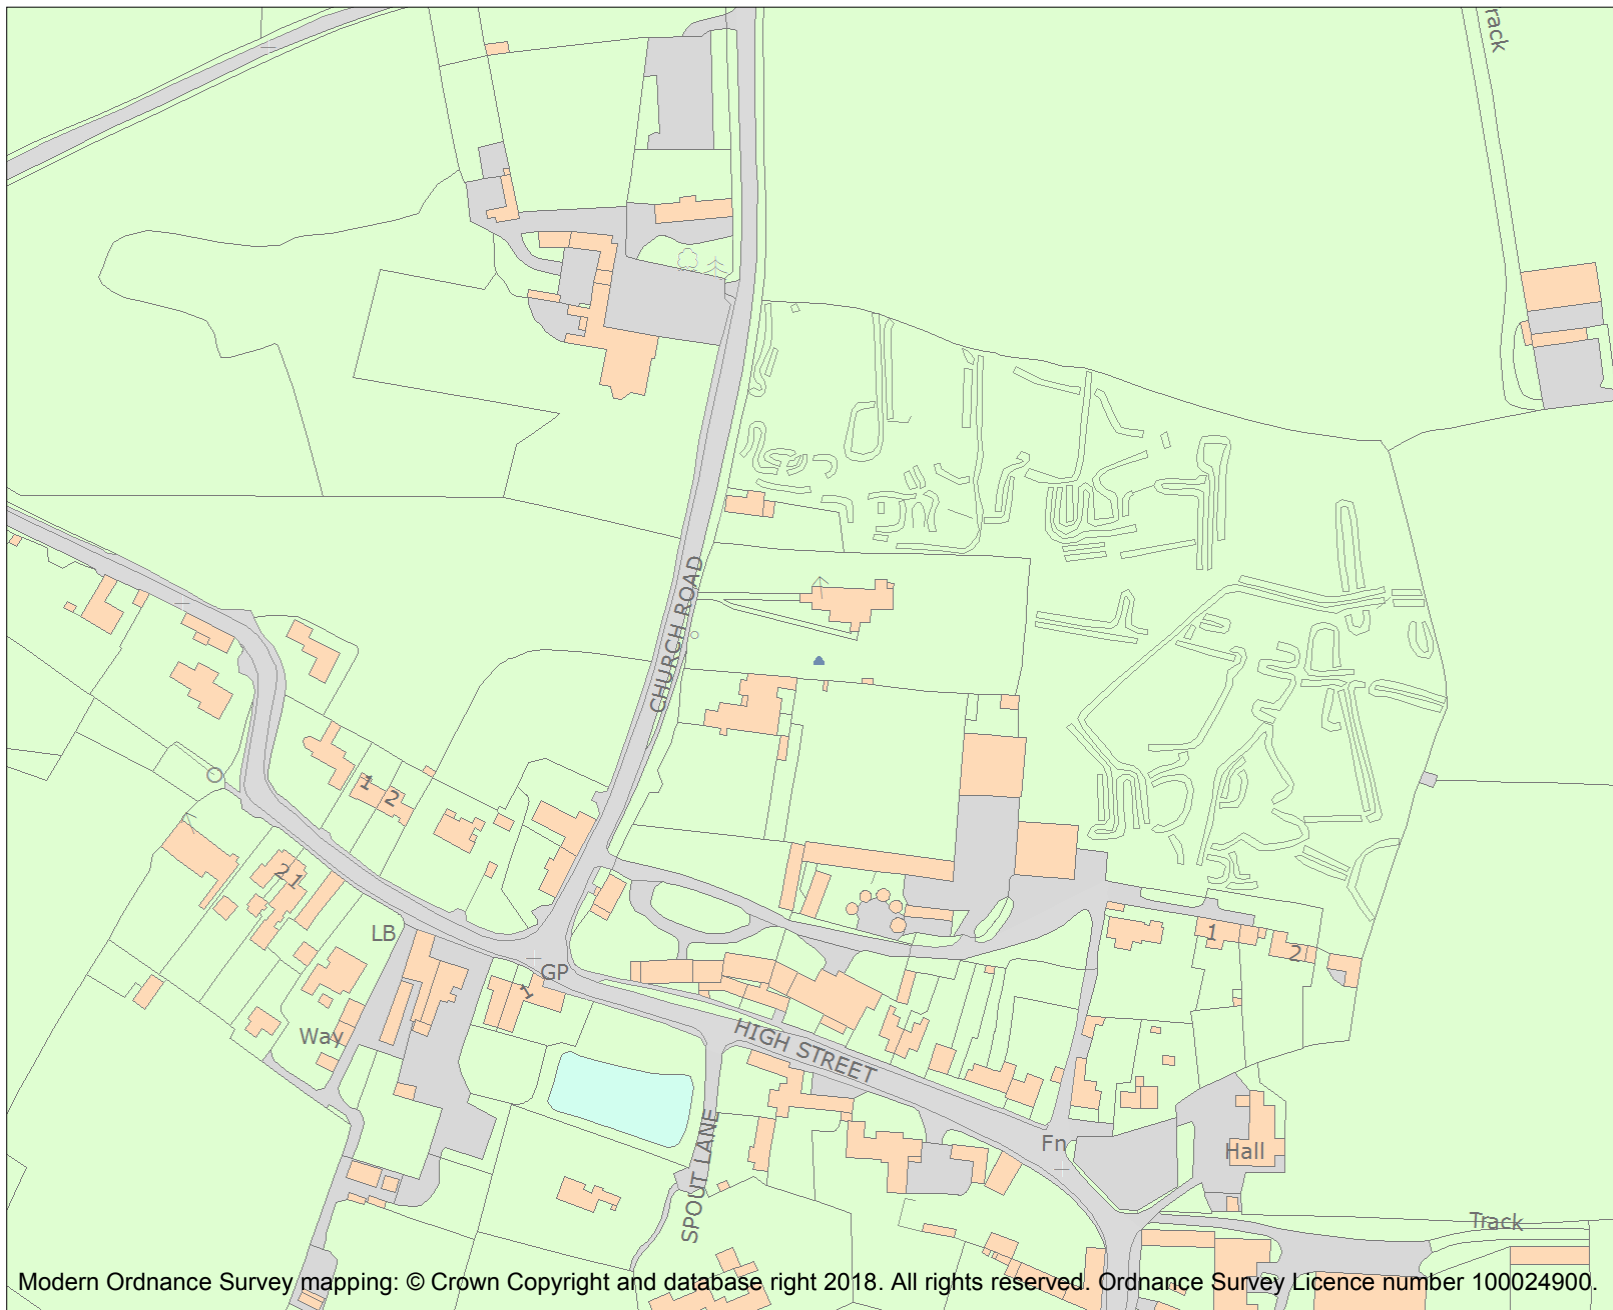 rack
CHURCH ROAD
1
2
2
1
LB
GP
1
1
2
Way
HIGH STREET
SPOUT LANE
Fn
Hall
Track
Modern Ordnance Survey mapping: © Crown Copyright and database right 2018. All rights reserved. Ordnance Survey Licence number 100024900.